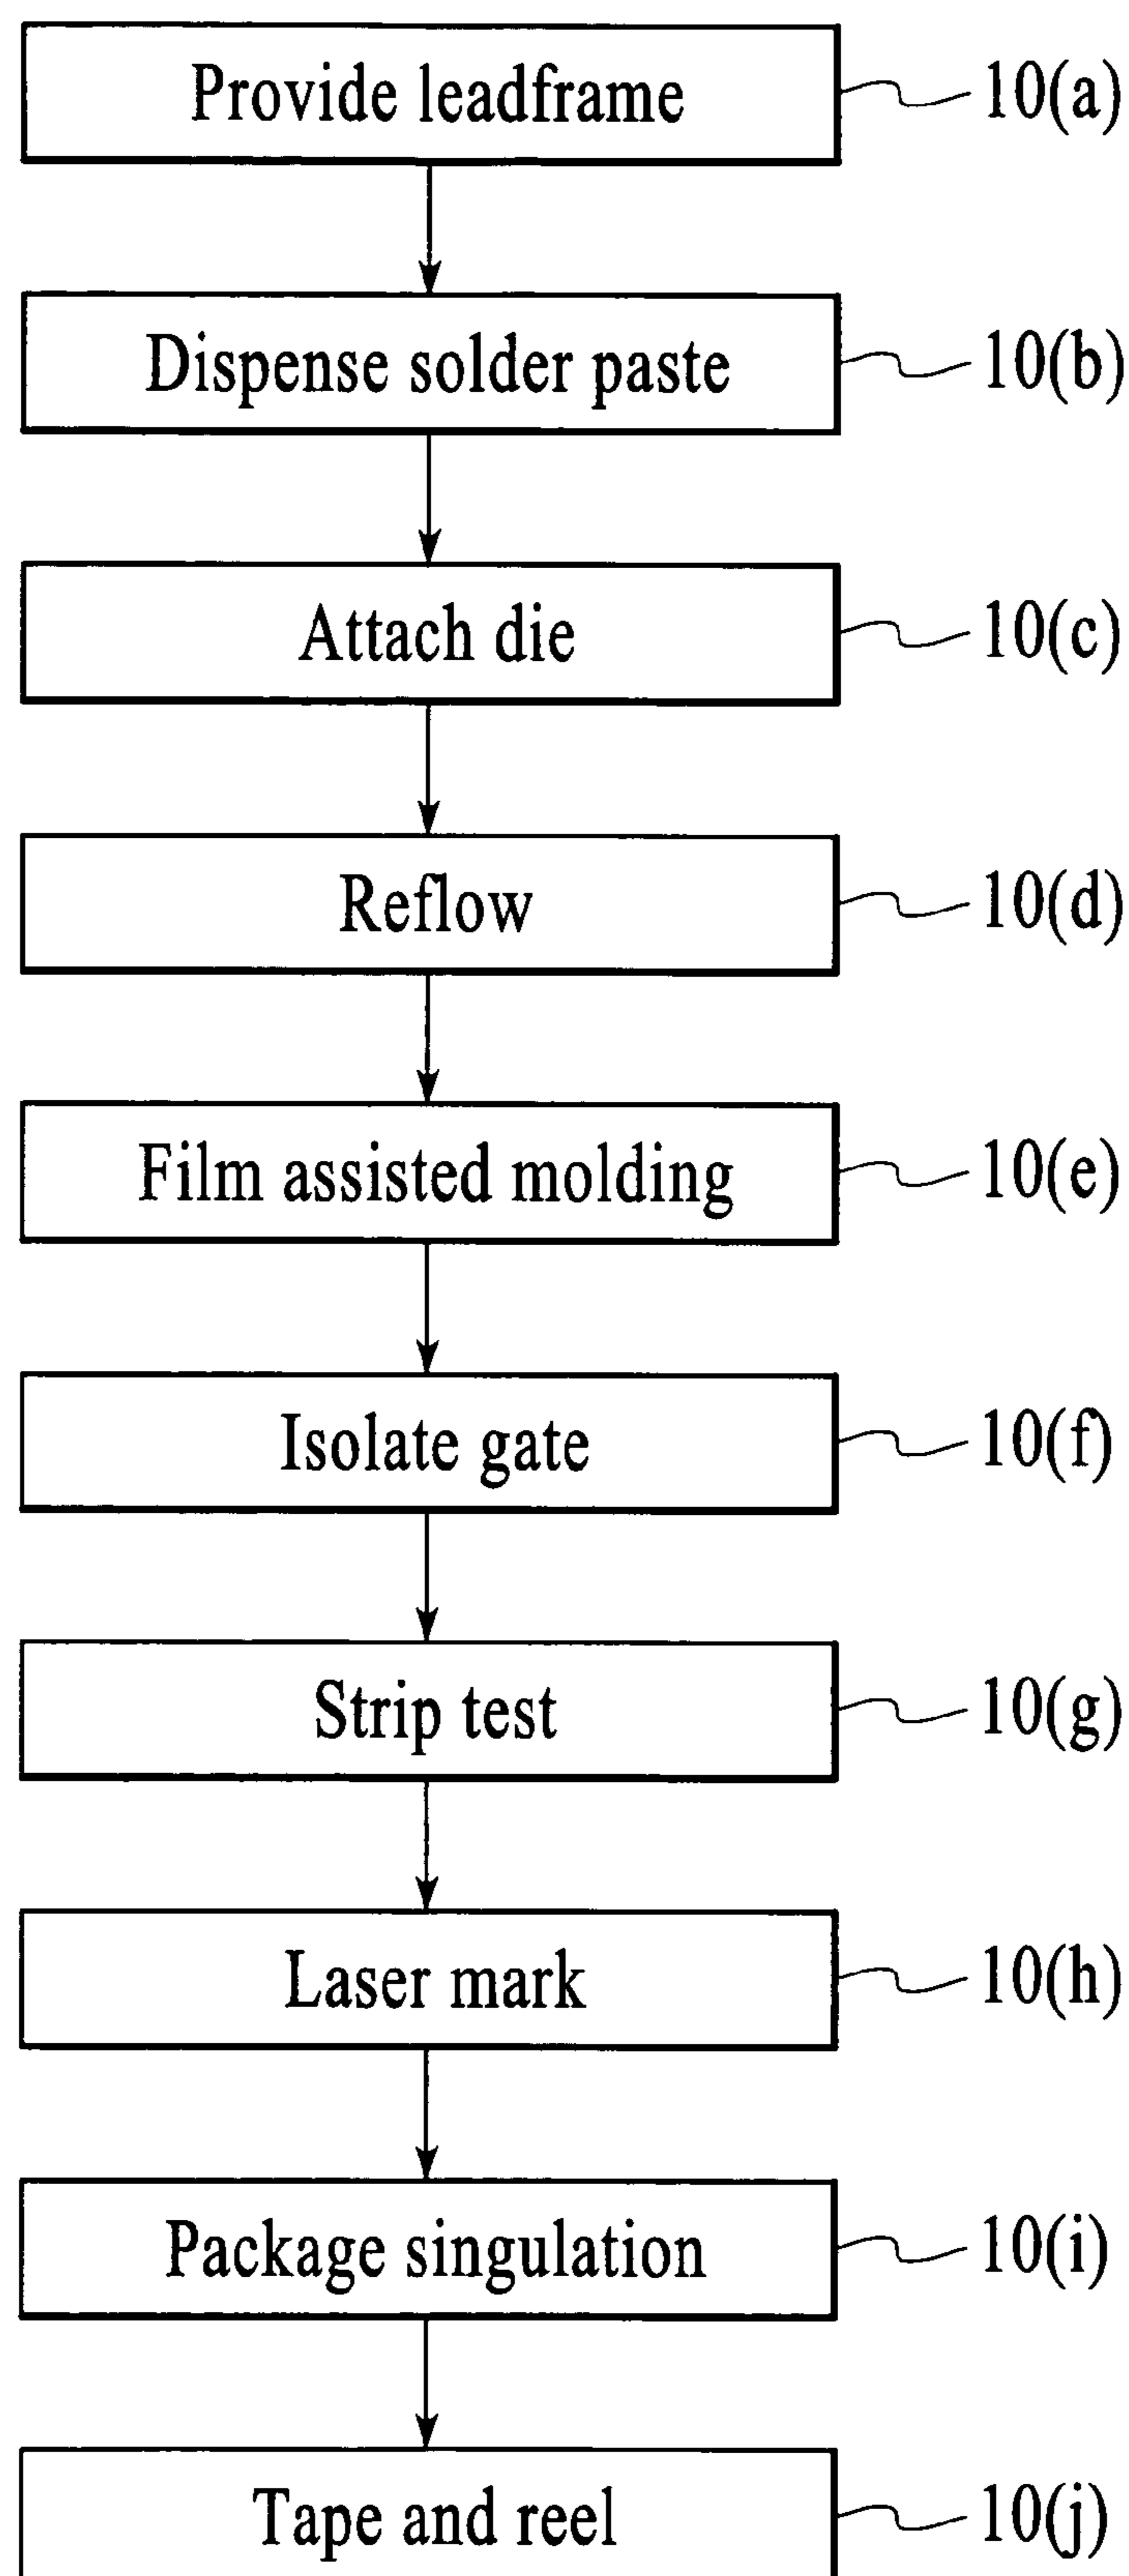 Provide leadframe 10(a)
Dispense solder paste 10(b)
Attach die 10(c)
Reflow 10(d)
Film assisted molding 10(e)
Isolate gate 10(f)
Strip test 10(g)
Laser mark 10(h)
Package singulation 10(i)
Tape and reel 10(j)